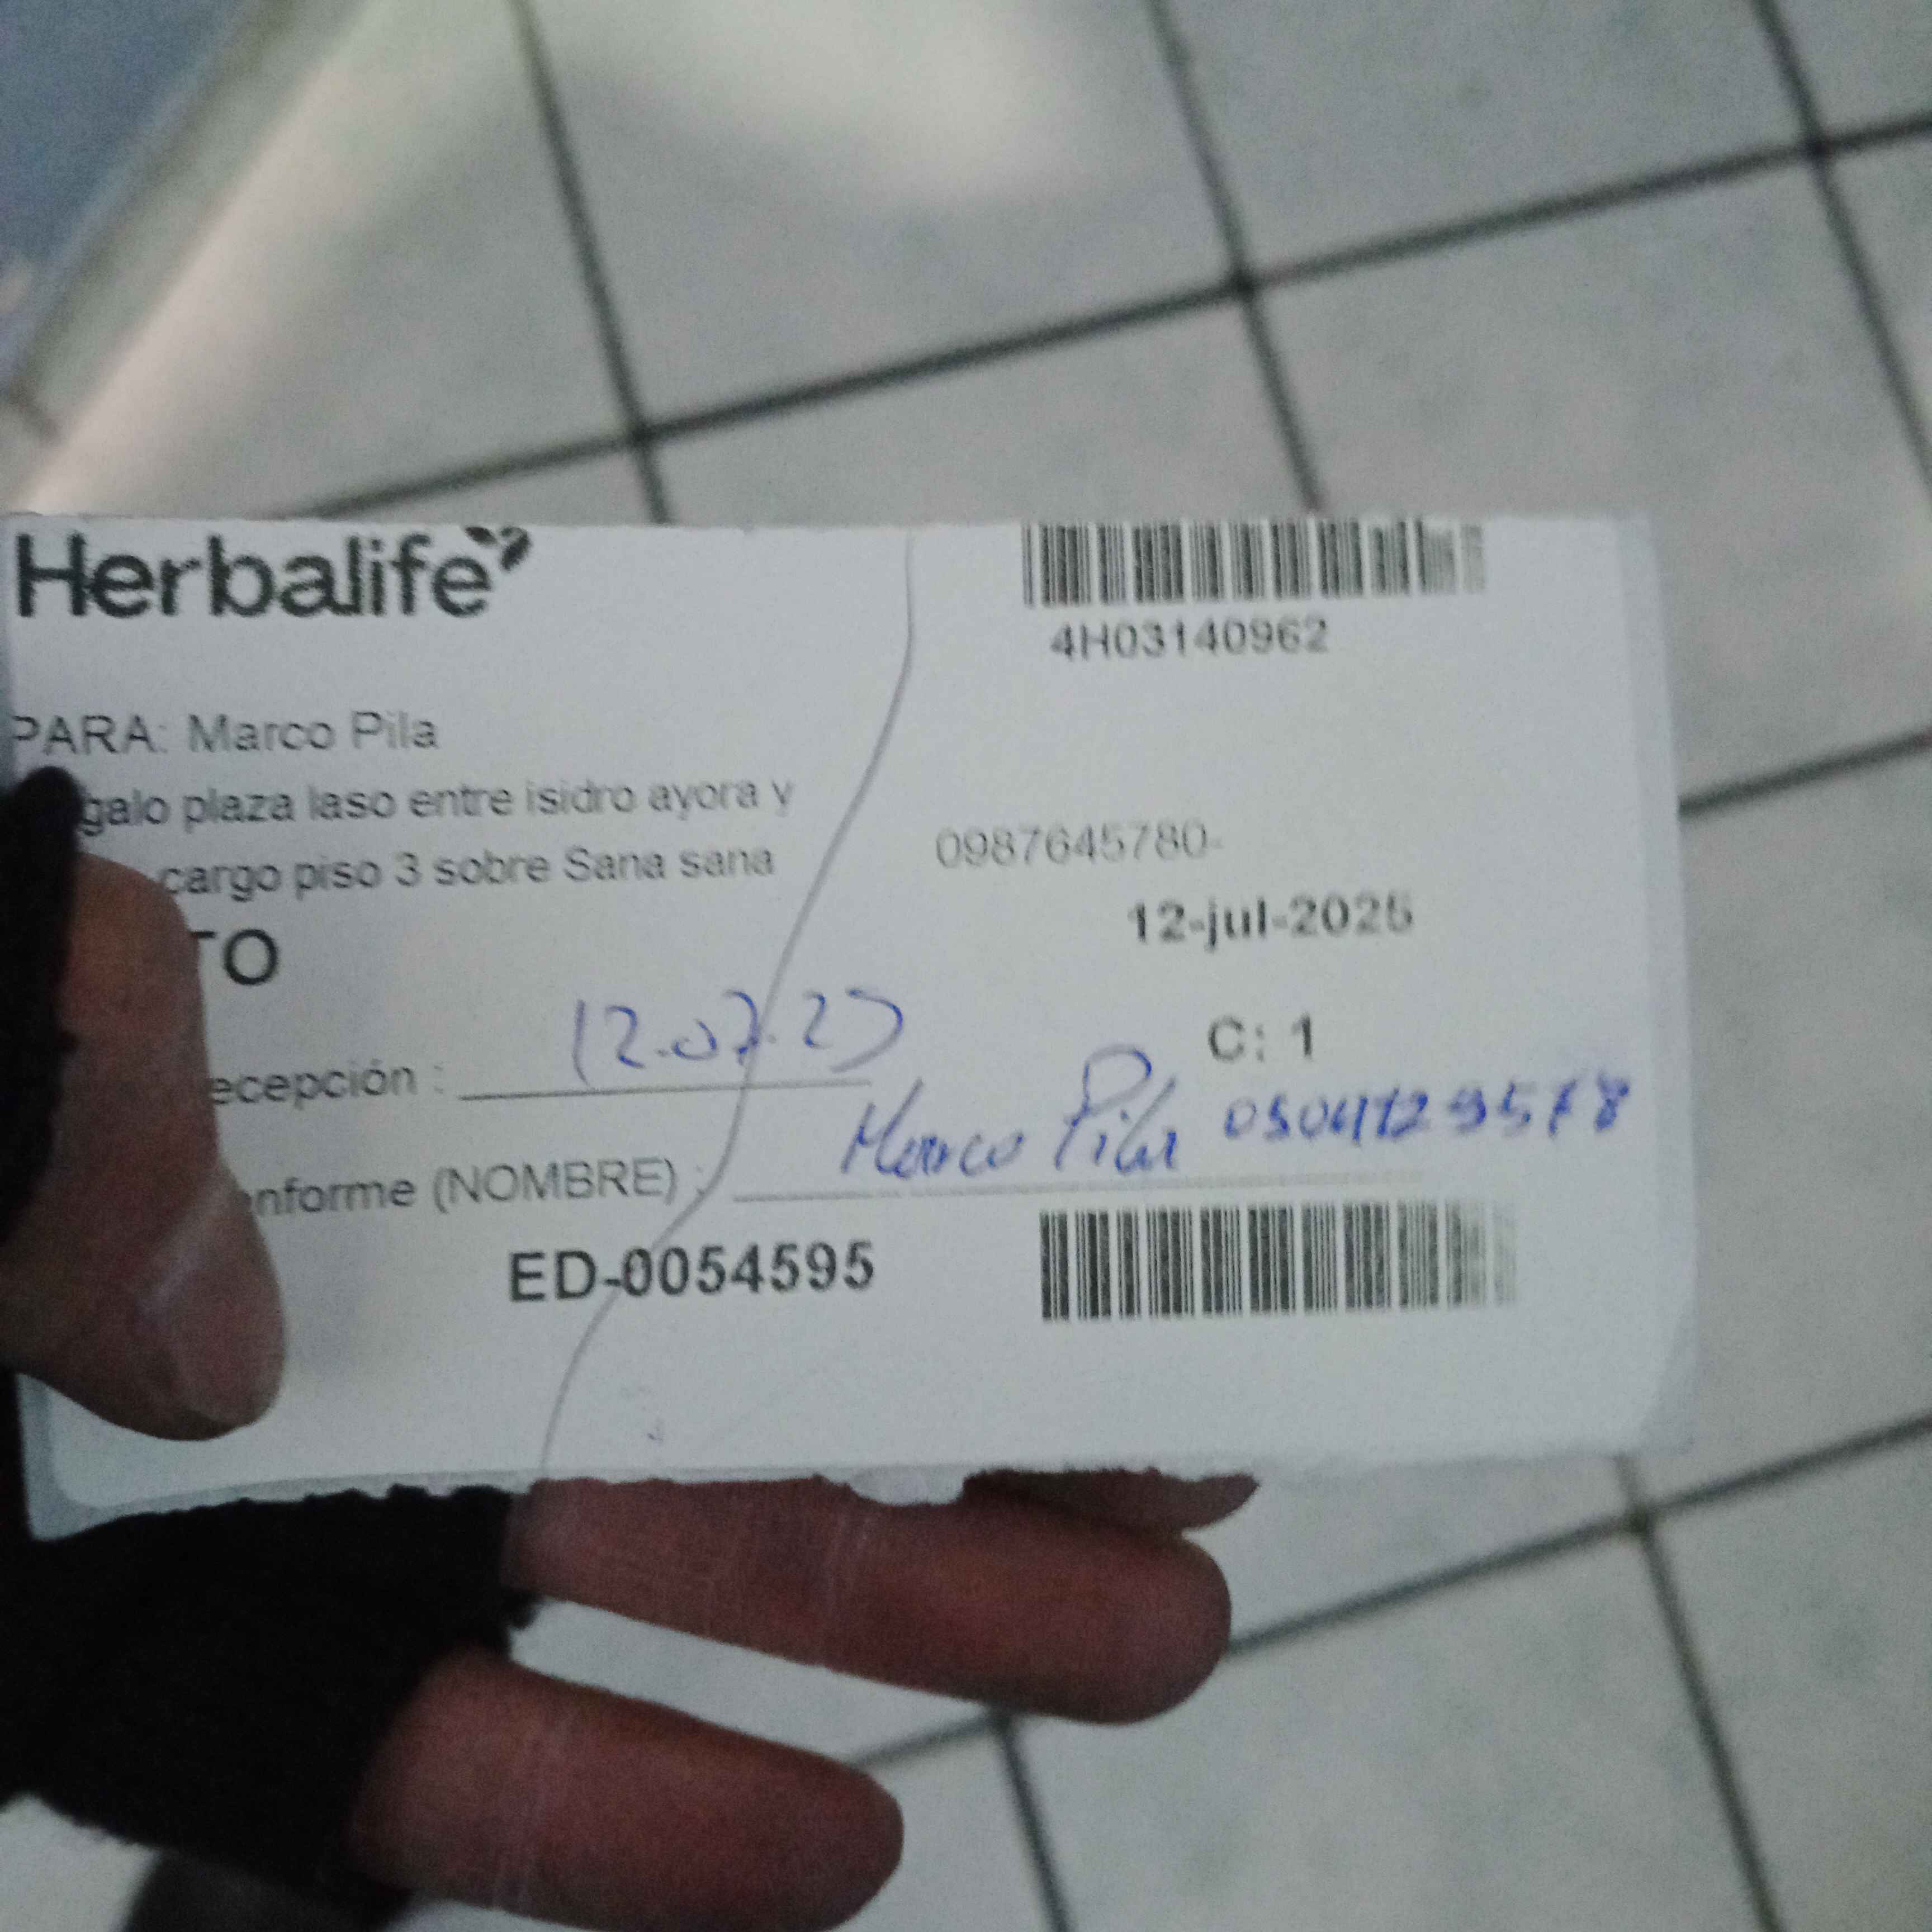 Herbalife
4H03140962
PARA: Marco Pila
galo plaza laso entre isidro ayora y
cargo piso 3 sobre Sana sana
0987645780-
12-jul-2025
TO
C: 1
ecepción : 12.07.25
onforme (NOMBRE) : Marco Pila
ED-0054595